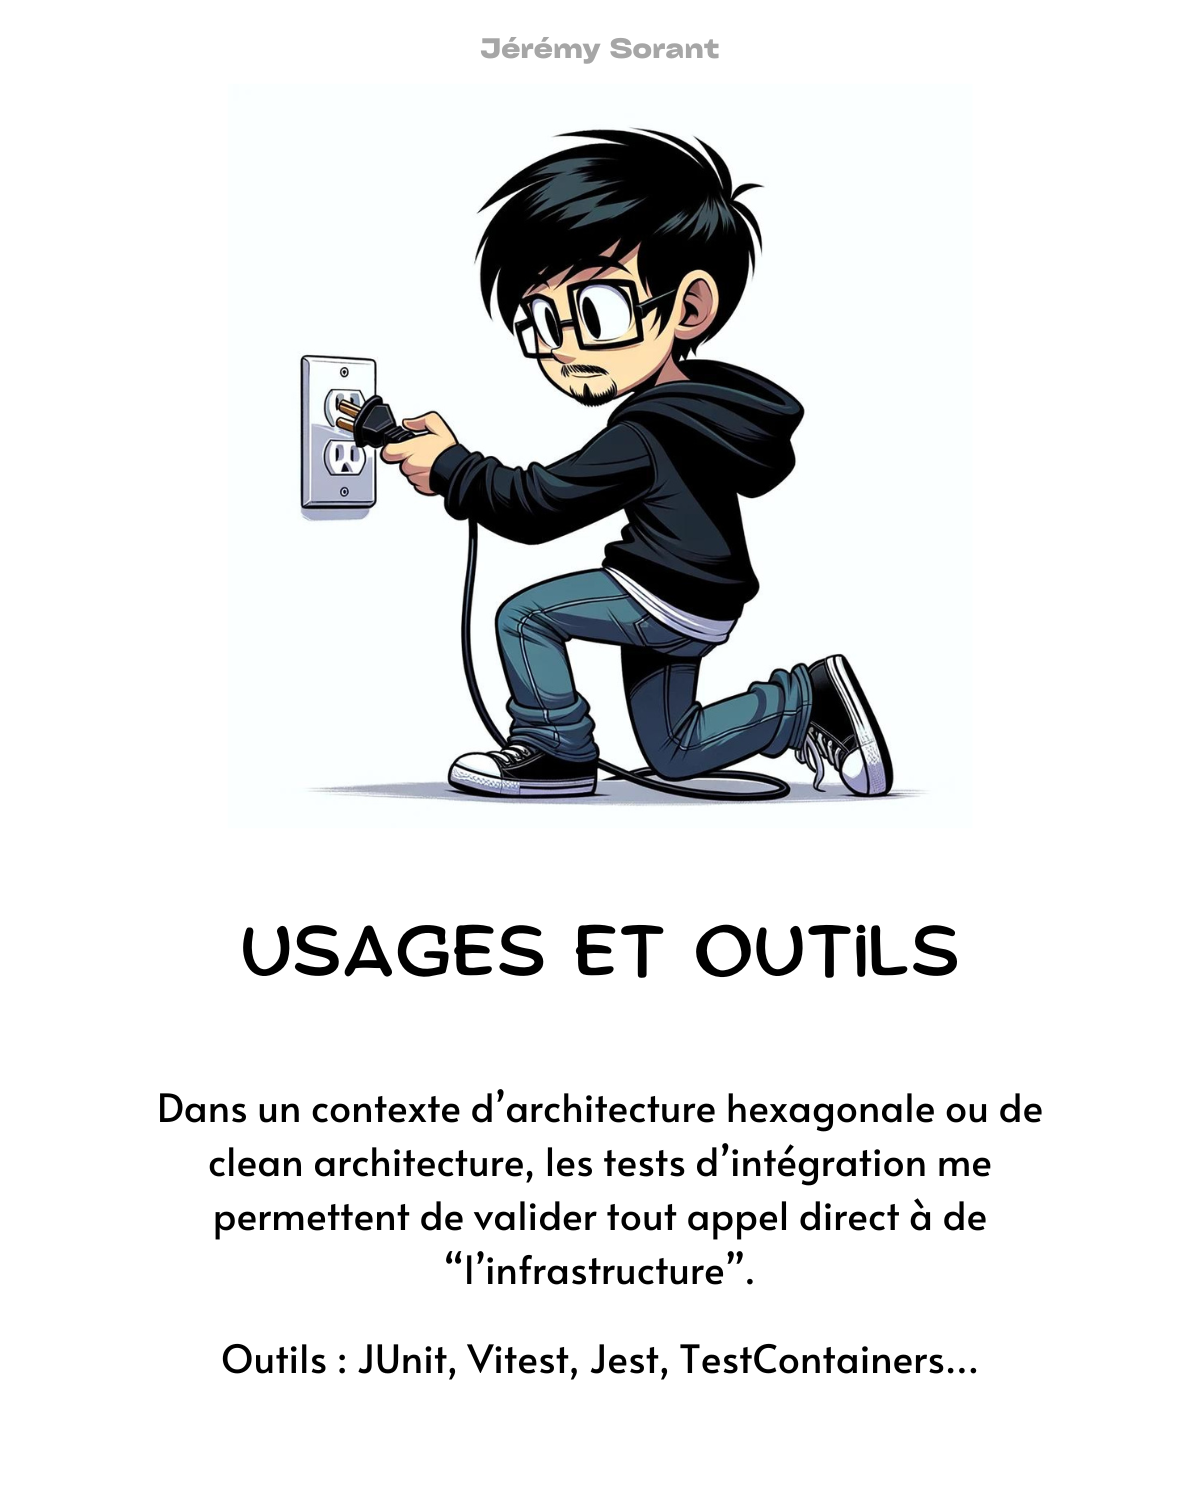 Jérémy Sorant
USAGES ET OUTiLS
Dans un contexte d’architecture hexagonale ou de
clean architecture, les tests d’intégration me
permettent de valider tout appel direct à de
“l’infrastructure”.
Outils : JUnit, Vitest, Jest, TestContainers...